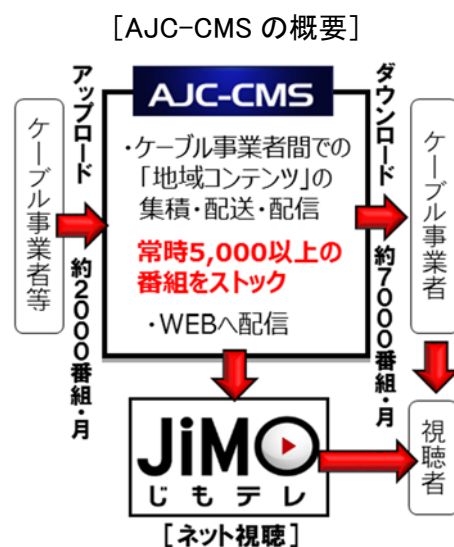 [AJC-CMS の概要]
ケーブル事業者等
アップロード 約2000番組・月
AJC-CMS
・ケーブル事業者間での
「地域コンテンツ」の
集積・配送・配信
常時5,000以上の
番組をストック
・WEBへ配信
ダウンロード 約7000番組・月
ケーブル事業者
JiMO
じもテレ
[ネット視聴]
視聴者